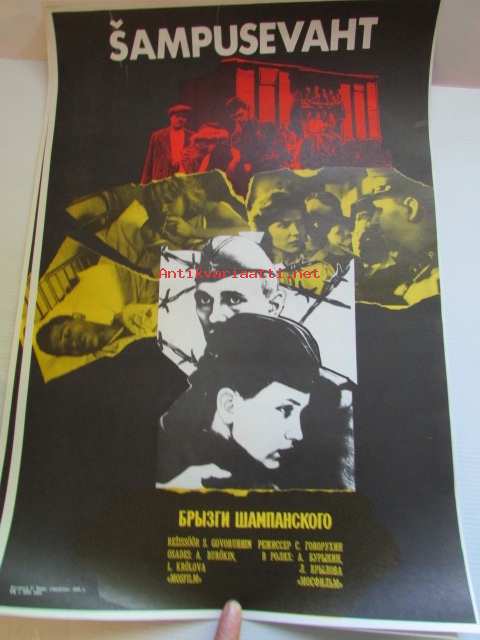 ŠAMPUSEVAHT
Antikvariaatti.net
БРЫЗГИ ШАМПАНСКОГО
REŽISSÖÖR S. GOVORUHHIN РЕЖИССЕР С. ГОВОРУХИН
OSADES: A. BURÕKIN, В РОЛЯХ: А. БУРЫКИН,
L. KRÕLOVA Л. КРЫЛОВА
«MOSFILM» «МОСФИЛЬМ»